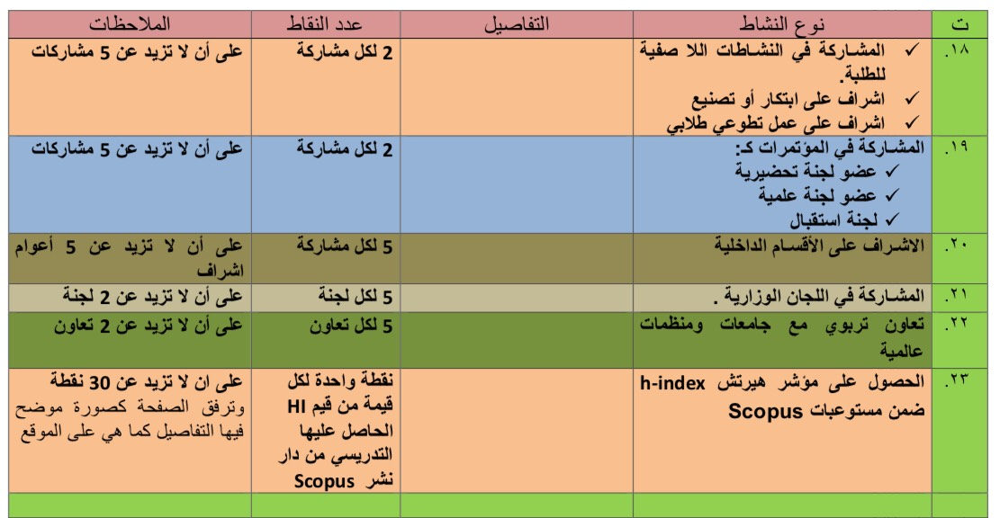 ت نوع النشاط التفاصيل عدد النقاط الملاحظات
١٨. ✓ المشاركة في النشاطات اللا صفية 2 لكل مشاركة على أن لا تزيد عن 5 مشاركات
للطلبة.
✓ اشراف على ابتكار أو تصنيع
✓ اشراف على عمل تطوعي طلابي
١٩. المشاركة في المؤتمرات كـ: 2 لكل مشاركة على أن لا تزيد عن 5 مشاركات
✓ عضو لجنة تحضيرية
✓ عضو لجنة علمية
✓ لجنة استقبال
٢٠. الاشراف على الأقسام الداخلية 5 لكل مشاركة على أن لا تزيد عن 5 أعوام
اشراف
٢١. المشاركة في اللجان الوزارية . 5 لكل لجنة على أن لا تزيد عن 2 لجنة
٢٢. تعاون تربوي مع جامعات ومنظمات 5 لكل تعاون على أن لا تزيد عن 2 تعاون
عالمية
٢٣. الحصول على مؤشر هيرتش h-index نقطة واحدة لكل على ان لا تزيد عن 30 نقطة
ضمن مستوعبات Scopus قيمة من قيم HI وترفق الصفحة كصورة موضح
الحاصل عليها فيها التفاصيل كما هي على الموقع
التدريسي من دار
نشر Scopus